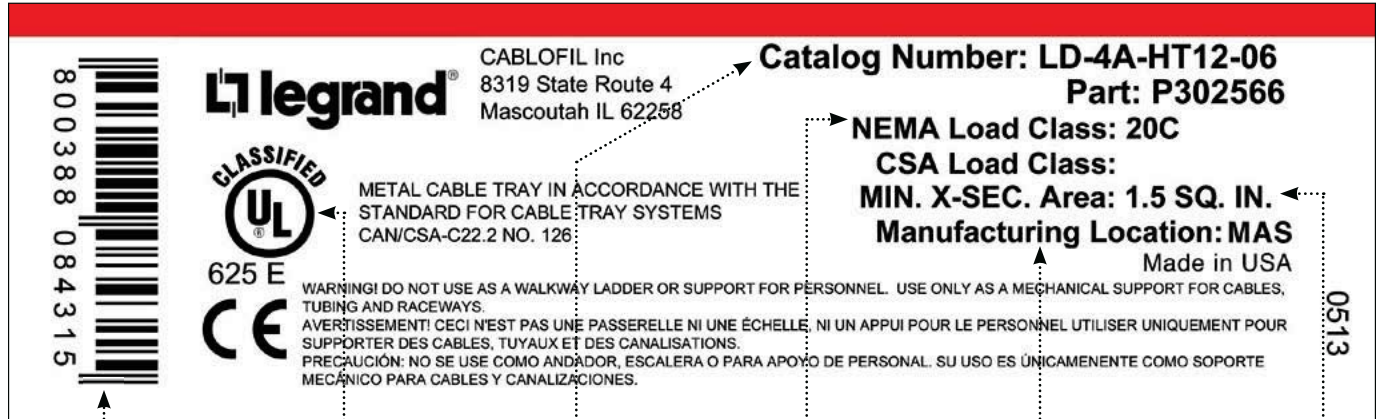 8 00388 08431 5
legrand®
CABLOFIL Inc
8319 State Route 4
Mascoutah IL 62258
Catalog Number: LD-4A-HT12-06
Part: P302566
NEMA Load Class: 20C
CSA Load Class:
MIN. X-SEC. Area: 1.5 SQ. IN.
Manufacturing Location: MAS
Made in USA
CLASSIFIED
UL
®
625 E
METAL CABLE TRAY IN ACCORDANCE WITH THE
STANDARD FOR CABLE TRAY SYSTEMS
CAN/CSA-C22.2 NO. 126
CE
WARNING! DO NOT USE AS A WALKWAY LADDER OR SUPPORT FOR PERSONNEL. USE ONLY AS A MECHANICAL SUPPORT FOR CABLES,
TUBING AND RACEWAYS.
AVERTISSEMENT! CECI N'EST PAS UNE PASSERELLE NI UNE ÉCHELLE, NI UN APPUI POUR LE PERSONNEL UTILISER UNIQUEMENT POUR
SUPPORTER DES CABLES, TUYAUX ET DES CANALISATIONS.
PRECAUCIÓN: NO SE USE COMO ANDADOR, ESCALERA O PARA APOYO DE PERSONAL. SU USO ES ÚNICAMENENTE COMO SOPORTE
MECÁNICO PARA CABLES Y CANALIZACIONES.
0513